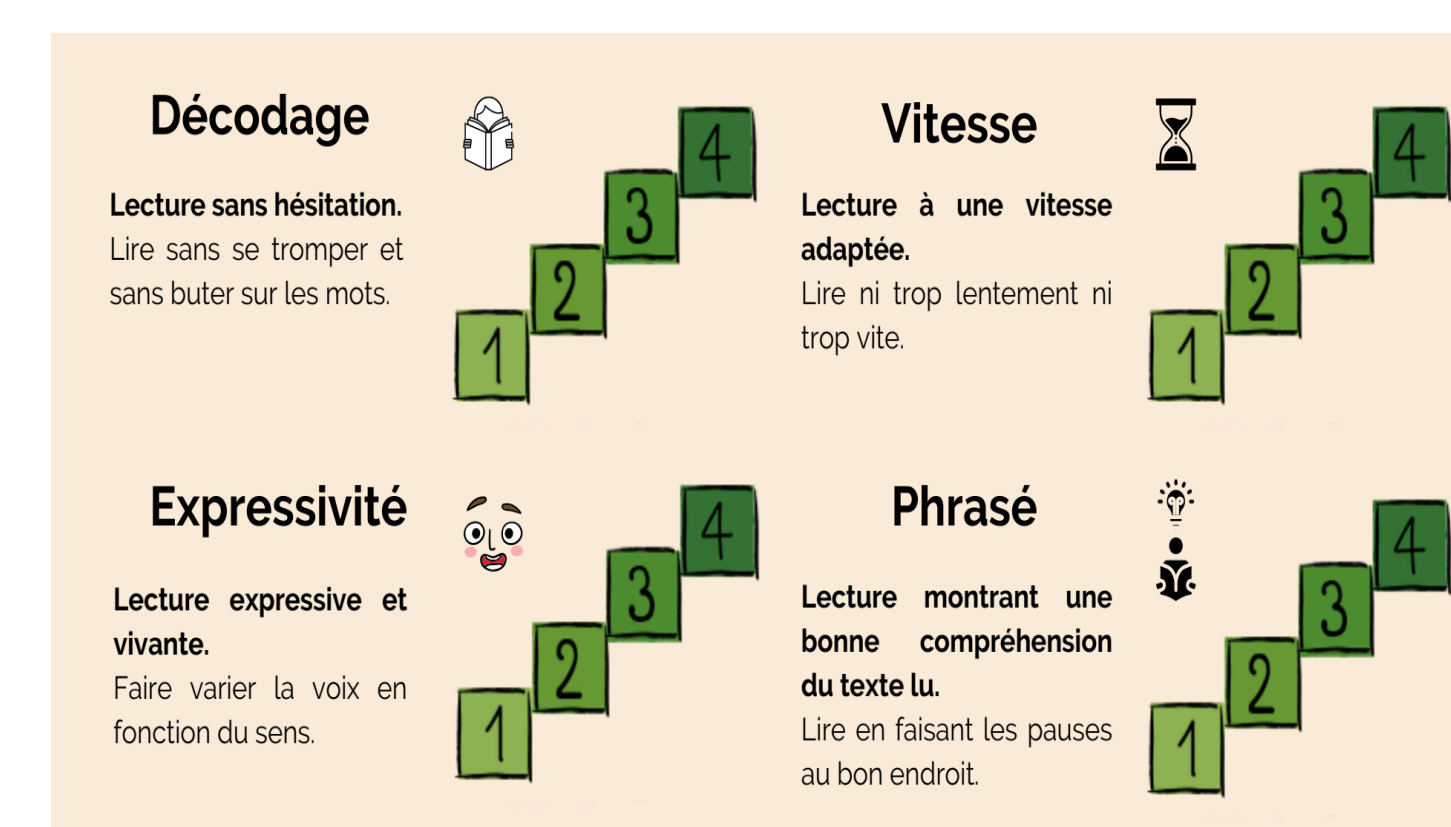 Décodage
Lecture sans hésitation.
Lire sans se tromper et
sans buter sur les mots.
1
2
3
4
Vitesse
Lecture à une vitesse
adaptée.
Lire ni trop lentement ni
trop vite.
1
2
3
4
Expressivité
Lecture expressive et
vivante.
Faire varier la voix en
fonction du sens.
1
2
3
4
Phrasé
Lecture montrant une
bonne compréhension
du texte lu.
Lire en faisant les pauses
au bon endroit.
1
2
3
4